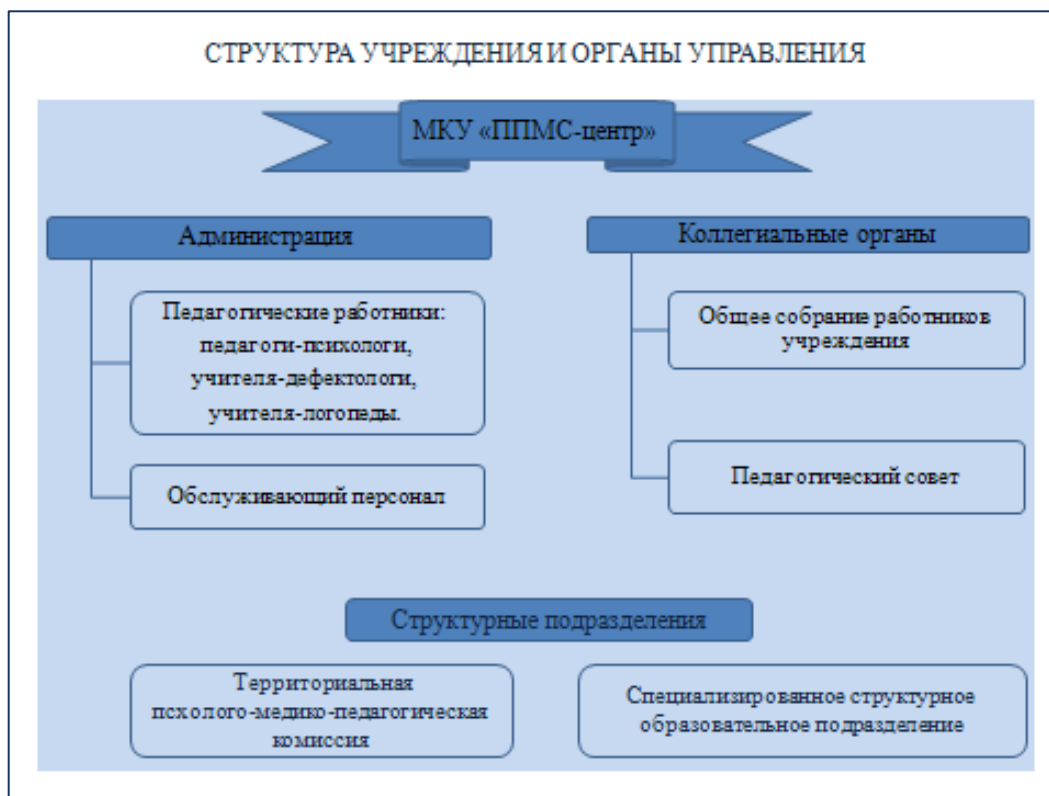 СТРУКТУРА УЧРЕЖДЕНИЯ И ОРГАНЫ УПРАВЛЕНИЯ
МКУ «ППМС-центр»
Администрация
Педагогические работники:
педагоги-психологи,
учителя-дефектологи,
учителя-логопеды.
Обслуживающий персонал
Коллегиальные органы
Общее собрание работников
учреждения
Педагогический совет
Структурные подразделения
Территориальная
псхолого-медико-педагогическая
комиссия
Специализированное структурное
образовательное подразделение